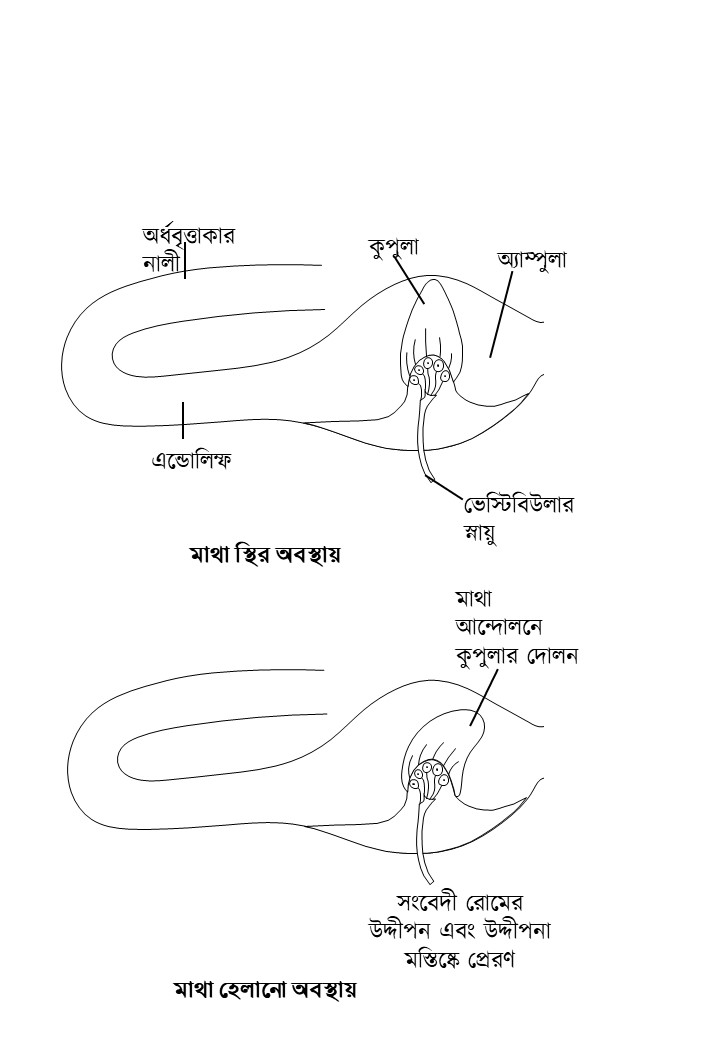 অর্ধবৃত্তাকার
নালী
কুপুলা
অ্যাম্পুলা
এন্ডোলিম্ফ
ভেস্টিবিউলার
স্নায়ু
মাথা স্থির অবস্থায়
মাথা
আন্দোলনে
কুপুলার দোলন
সংবেদী রোমের
উদ্দীপন এবং উদ্দীপনা
মস্তিষ্কে প্রেরণ
মাথা হেলানো অবস্থায়